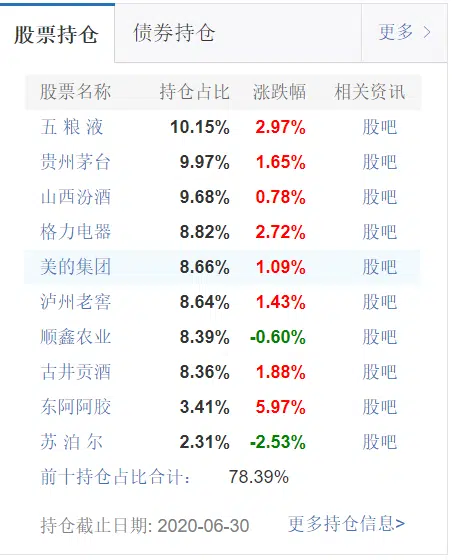 股票持仓 债券持仓 更多 >
股票名称 持仓占比 涨跌幅 相关资讯
五 粮 液 10.15% 2.97% 股吧
贵州茅台 9.97% 1.65% 股吧
山西汾酒 9.68% 0.78% 股吧
格力电器 8.82% 2.72% 股吧
美的集团 8.66% 1.09% 股吧
泸州老窖 8.64% 1.43% 股吧
顺鑫农业 8.39% -0.60% 股吧
古井贡酒 8.36% 1.88% 股吧
东阿阿胶 3.41% 5.97% 股吧
苏 泊 尔 2.31% -2.53% 股吧
前十持仓占比合计： 78.39%
持仓截止日期: 2020-06-30 更多持仓信息>